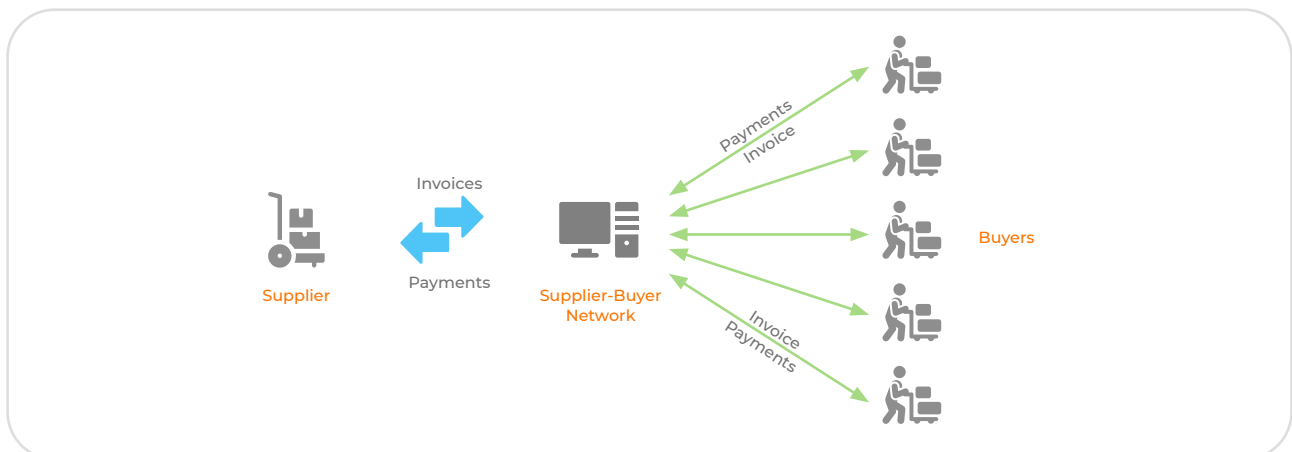 Payments
Invoice
Invoices
Payments
Supplier
Supplier-Buyer
Network
Buyers
Invoice
Payments